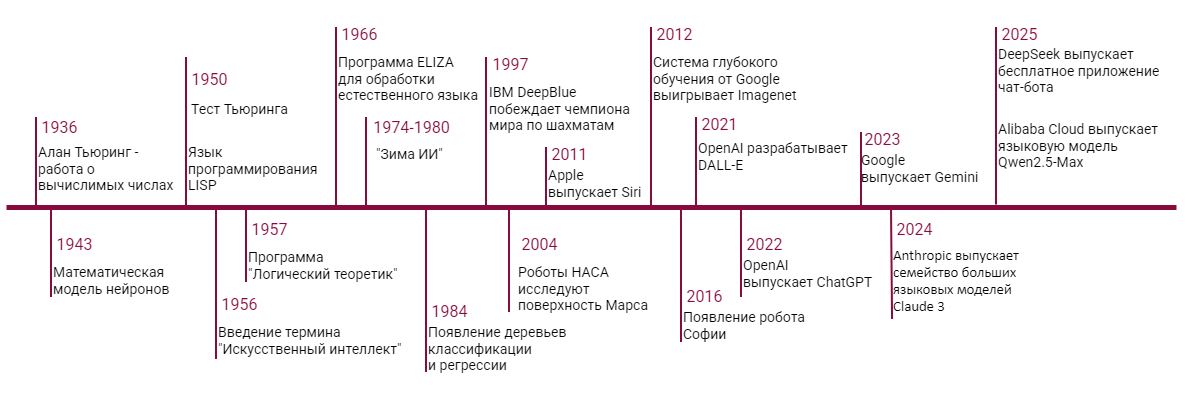 1936
Алан Тьюринг -
работа о
вычислимых числах
1943
Математическая
модель нейронов
1950
Тест Тьюринга
Язык
программирования
LISP
1956
Введение термина
"Искусственный интеллект"
1957
Программа
"Логический теоретик"
1966
Программа ELIZA
для обработки
естественного языка
1974-1980
"Зима ИИ"
1984
Появление деревьев
классификации
и регрессии
1997
IBM DeepBlue
побеждает чемпиона
мира по шахматам
2004
Роботы НАСА
исследуют
поверхность Марса
2011
Apple
выпускает Siri
2012
Система глубокого
обучения от Google
выигрывает Imagenet
2016
Появление робота
Софии
2021
OpenAI разрабатывает
DALL-E
2022
OpenAI
выпускает ChatGPT
2023
Google
выпускает Gemini
2024
Anthropic выпускает
семейство больших
языковых моделей
Claude 3
2025
DeepSeek выпускает
бесплатное приложение
чат-бота
Alibaba Cloud выпускает
языковую модель
Qwen2.5-Max